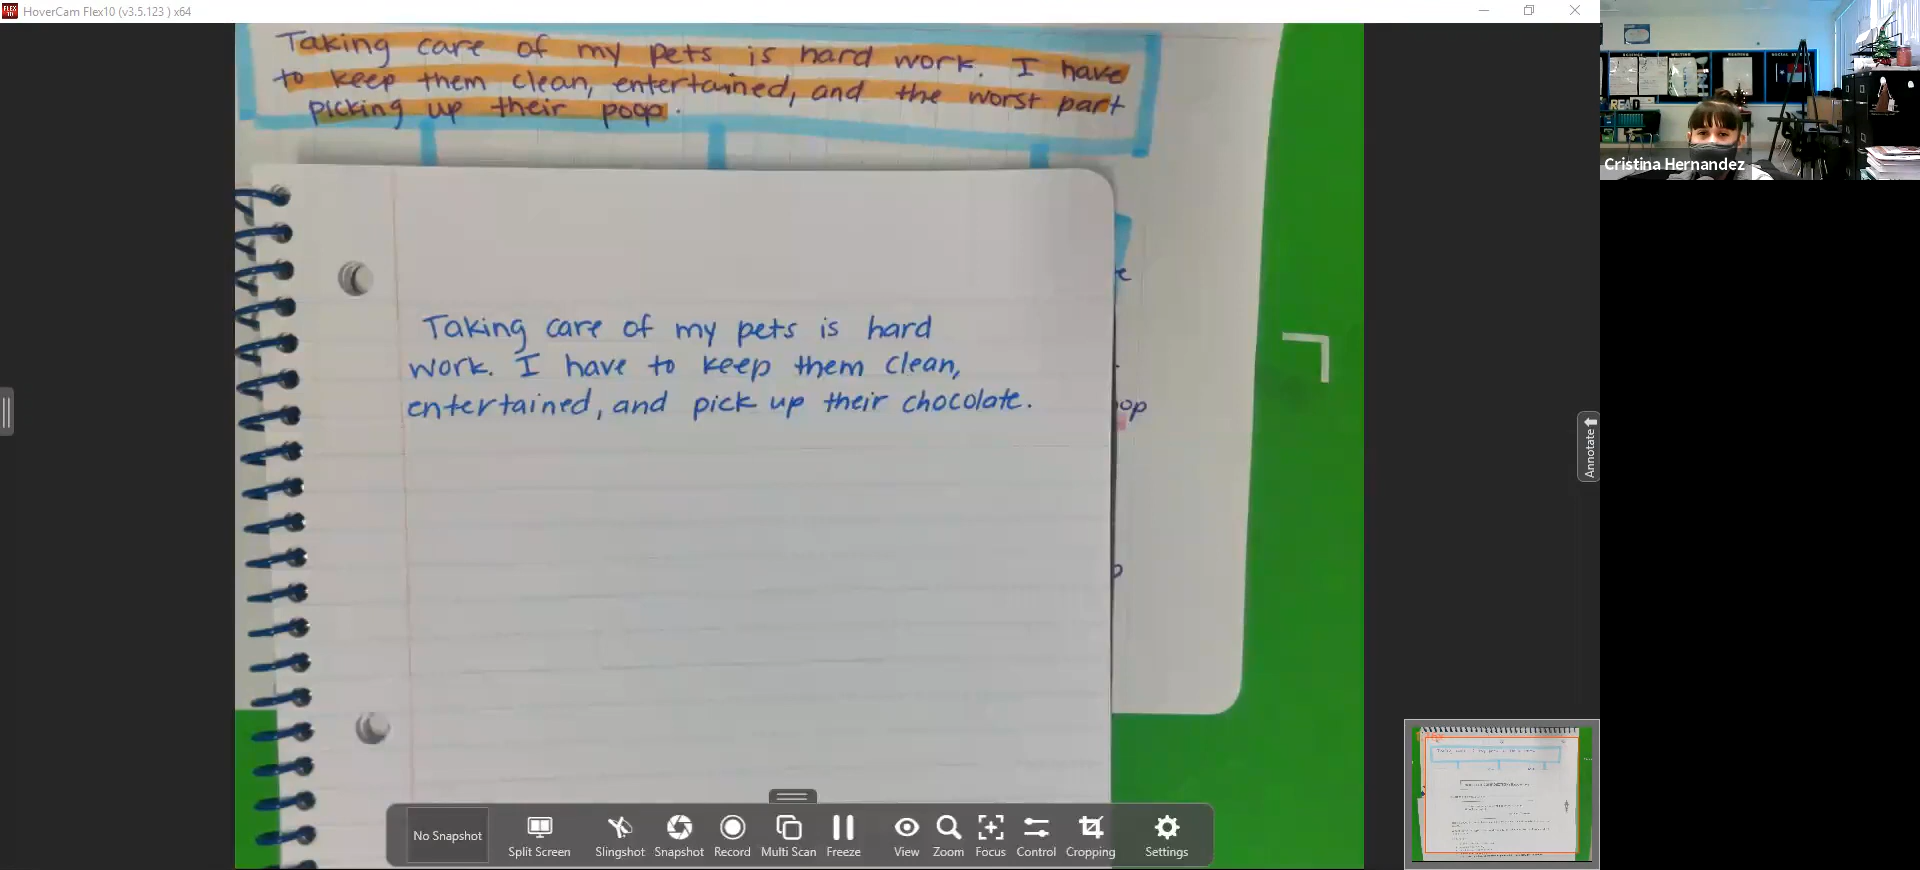 HoverCam Flex10 (v3.5.123 ) x64
Taking care of my pets is hard work. I have
to keep them clean, entertained, and the worst part
picking up their poop.
Cristina Hernandez
READ
e
Taking care of my pets is hard
work. I have to keep them clean,
entertained, and pick up their chocolate.
op
Annotate
No Snapshot
Split Screen
Slingshot
Snapshot
Record
Multi Scan
Freeze
View
Zoom
Focus
Control
Cropping
Settings